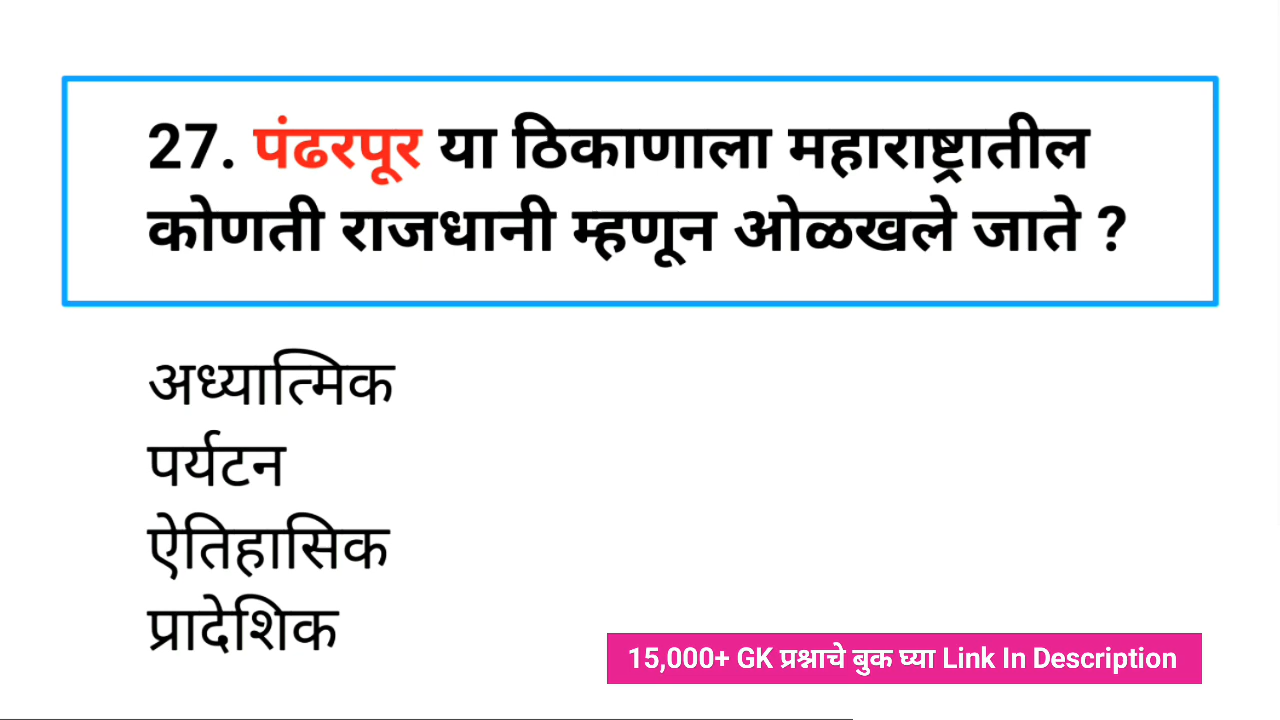 27. पंढरपूर या ठिकाणाला महाराष्ट्रातील
कोणती राजधानी म्हणून ओळखले जाते ?
अध्यात्मिक
पर्यटन
ऐतिहासिक
प्रादेशिक
15,000+ GK प्रश्नाचे बुक घ्या Link In Description